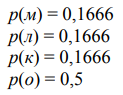 p(м) = 0,1666
p(л) = 0,1666
p(к) = 0,1666
p(о) = 0,5